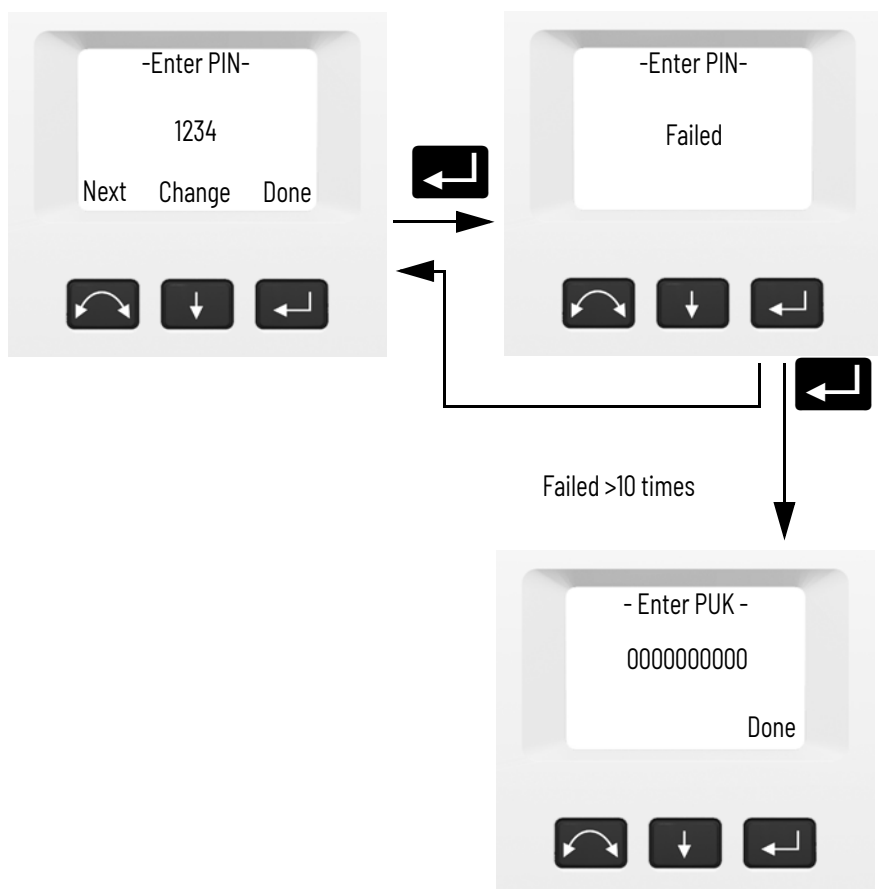 -Enter PIN-
1234
Next Change Done
-Enter PIN-
Failed
Failed >10 times
- Enter PUK -
0000000000
Done